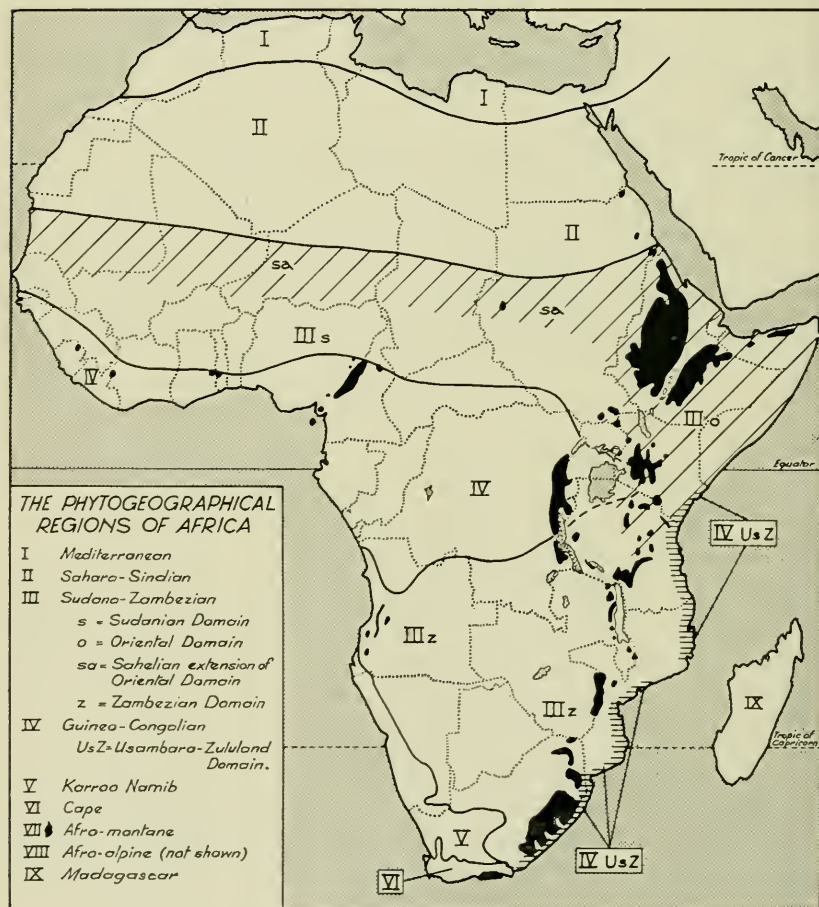 I
I
Tropic of Cancer
II
II
sa
sa
III s
IV
III o
Equator
IV
IV UsZ
III z
IX
III z
Tropic of
Capricorn
V
IV UsZ
VI
THE PHYTOGEOGRAPHICAL
REGIONS OF AFRICA
I Mediterranean
II Saharo-Sindian
III Sudano-Zambezian
s = Sudanian Domain
o = Oriental Domain
sa = Sahelian extension of
Oriental Domain
z = Zambezian Domain
IV Guineo-Congolian
UsZ = Usambara-Zululand
Domain.
V Karroo Namib
VI Cape
VII Afro-montane
VIII Afro-alpine (not shown)
IX Madagascar